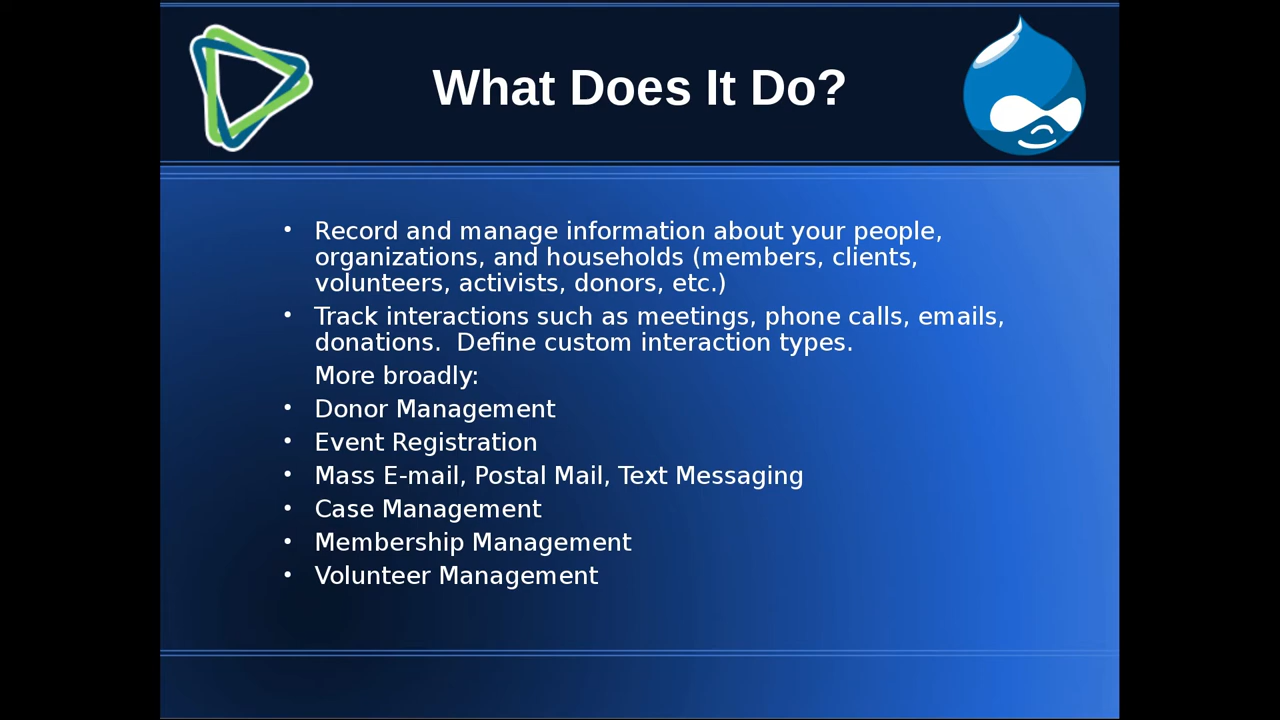 What Does It Do?
• Record and manage information about your people,
organizations, and households (members, clients,
volunteers, activists, donors, etc.)
• Track interactions such as meetings, phone calls, emails,
donations.  Define custom interaction types.
More broadly:
• Donor Management
• Event Registration
• Mass E-mail, Postal Mail, Text Messaging
• Case Management
• Membership Management
• Volunteer Management